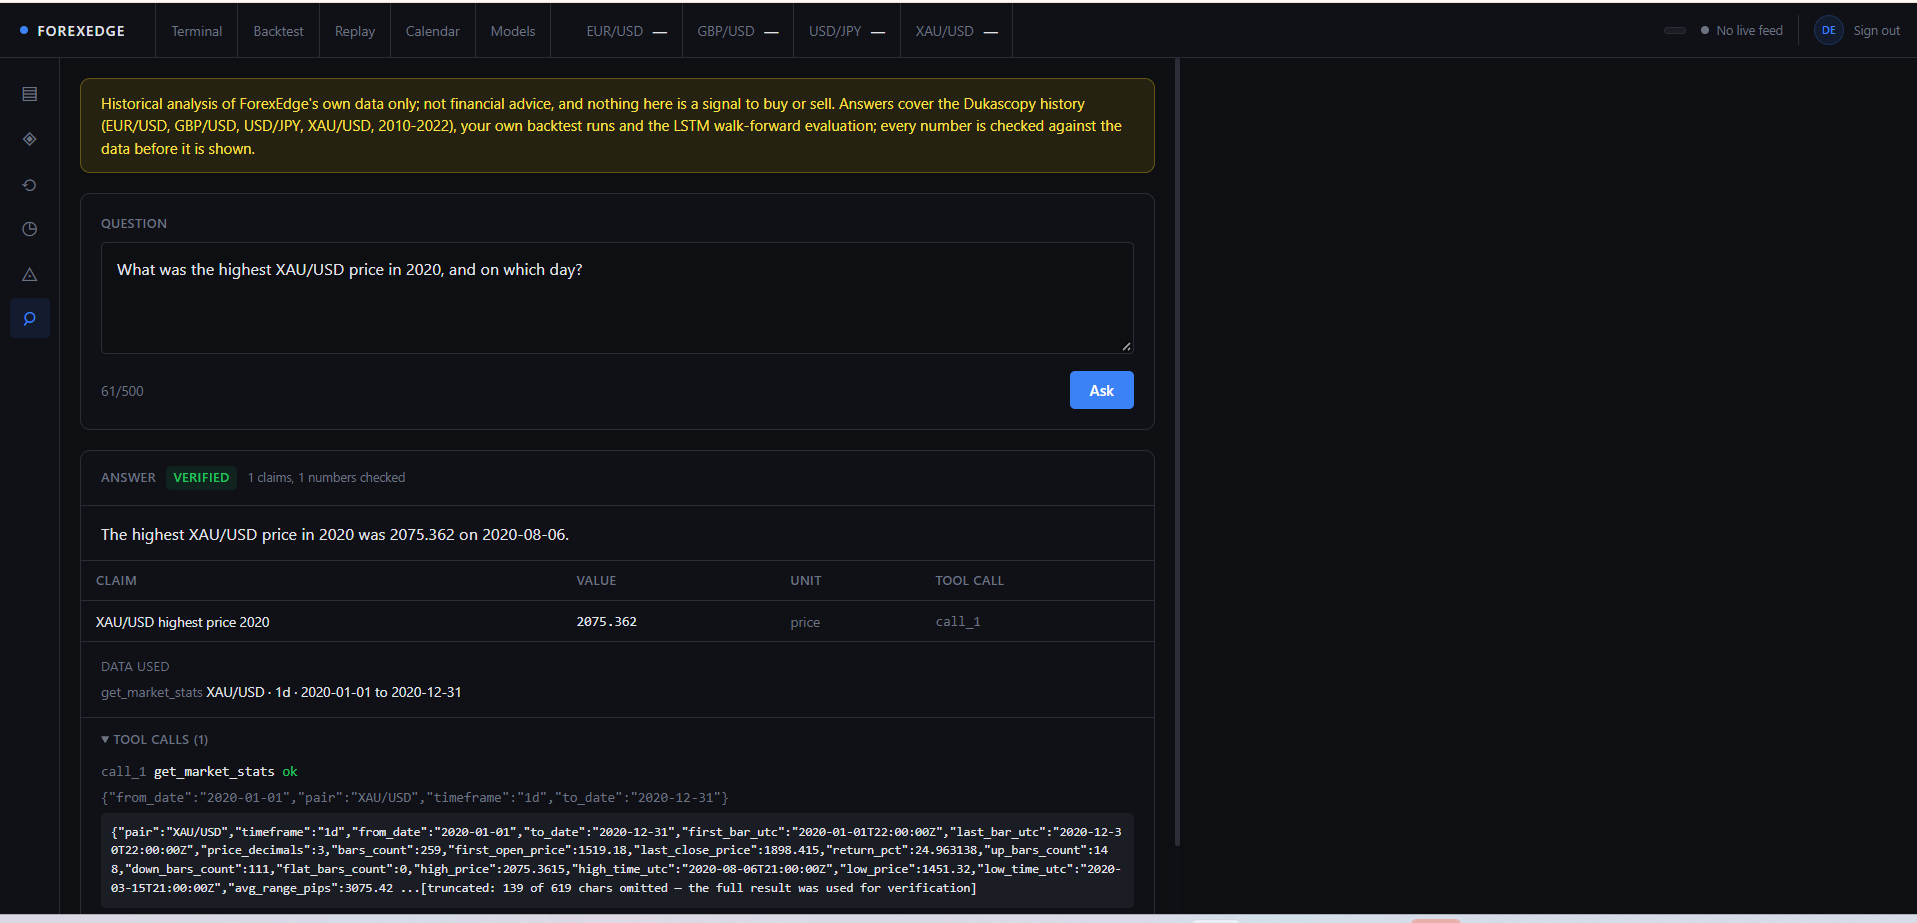 FOREXEDGE
Terminal
Backtest
Replay
Calendar
Models
EUR/USD —
GBP/USD —
USD/JPY —
XAU/USD —
No live feed
DE
Sign out
Historical analysis of ForexEdge's own data only; not financial advice, and nothing here is a signal to buy or sell. Answers cover the Dukascopy history
(EUR/USD, GBP/USD, USD/JPY, XAU/USD, 2010-2022), your own backtest runs and the LSTM walk-forward evaluation; every number is checked against the
data before it is shown.
QUESTION
What was the highest XAU/USD price in 2020, and on which day?
61/500
Ask
ANSWER VERIFIED 1 claims, 1 numbers checked
The highest XAU/USD price in 2020 was 2075.362 on 2020-08-06.
CLAIM VALUE UNIT TOOL CALL
XAU/USD highest price 2020 2075.362 price call_1
DATA USED
get_market_stats XAU/USD · 1d · 2020-01-01 to 2020-12-31
▼ TOOL CALLS (1)
call_1 get_market_stats ok
{"from_date":"2020-01-01","pair":"XAU/USD","timeframe":"1d","to_date":"2020-12-31"}
{"pair":"XAU/USD","timeframe":"1d","from_date":"2020-01-01","to_date":"2020-12-31","first_bar_utc":"2020-01-01T22:00:00Z","last_bar_utc":"2020-12-3
0T22:00:00Z","price_decimals":3,"bars_count":259,"first_open_price":1519.18,"last_close_price":1898.415,"return_pct":24.963138,"up_bars_count":14
8,"down_bars_count":111,"flat_bars_count":0,"high_price":2075.3615,"high_time_utc":"2020-08-06T21:00:00Z","low_price":1451.32,"low_time_utc":"2020-
03-15T21:00:00Z","avg_range_pips":3075.42 ...[truncated: 139 of 619 chars omitted — the full result was used for verification]